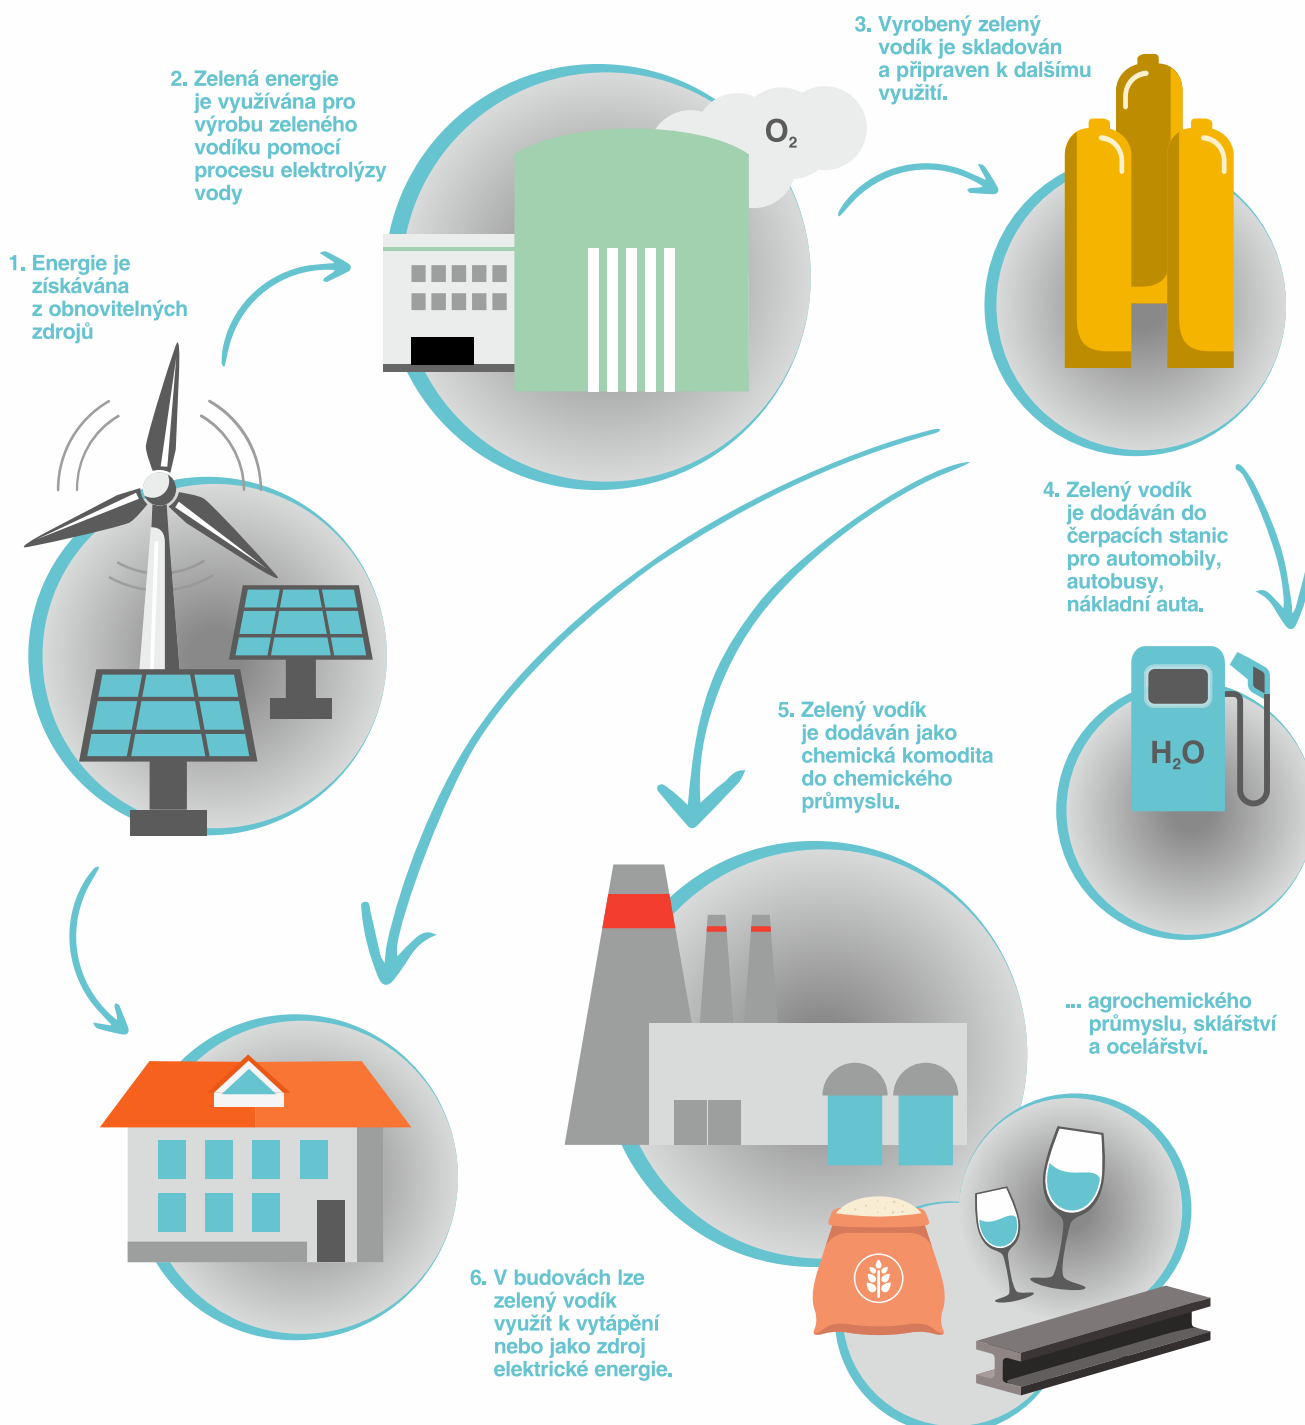 1. Energie je
získávána
z obnovitelných
zdrojů
2. Zelená energie
je využívána pro
výrobu zeleného
vodíku pomocí
procesu elektrolýzy
vody
O₂
3. Vyrobený zelený
vodík je skladován
a připraven k dalšímu
využití.
4. Zelený vodík
je dodáván do
čerpacích stanic
pro automobily,
autobusy,
nákladní auta.
H₂O
5. Zelený vodík
je dodáván jako
chemická komodita
do chemického
průmyslu.
... agrochemického
průmyslu, sklářství
a ocelářství.
6. V budovách lze
zelený vodík
využít k vytápění
nebo jako zdroj
elektrické energie.